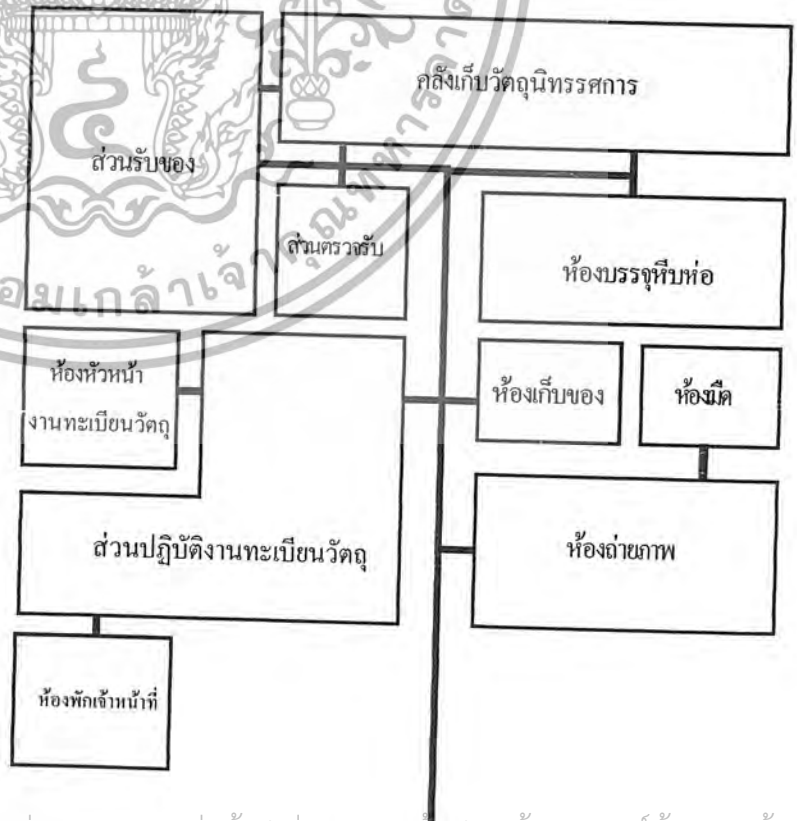 คลังเก็บวัตถุนิทรรศการ
ส่วนรับของ
ส่วนตรวจรับ
ห้องบรรจุหีบห่อ
ห้องหัวหน้า
งานทะเบียนวัตถุ
ห้องเก็บของ
ห้องมืด
ส่วนปฏิบัติงานทะเบียนวัตถุ
ห้องถ่ายภาพ
ห้องพักเจ้าหน้าที่